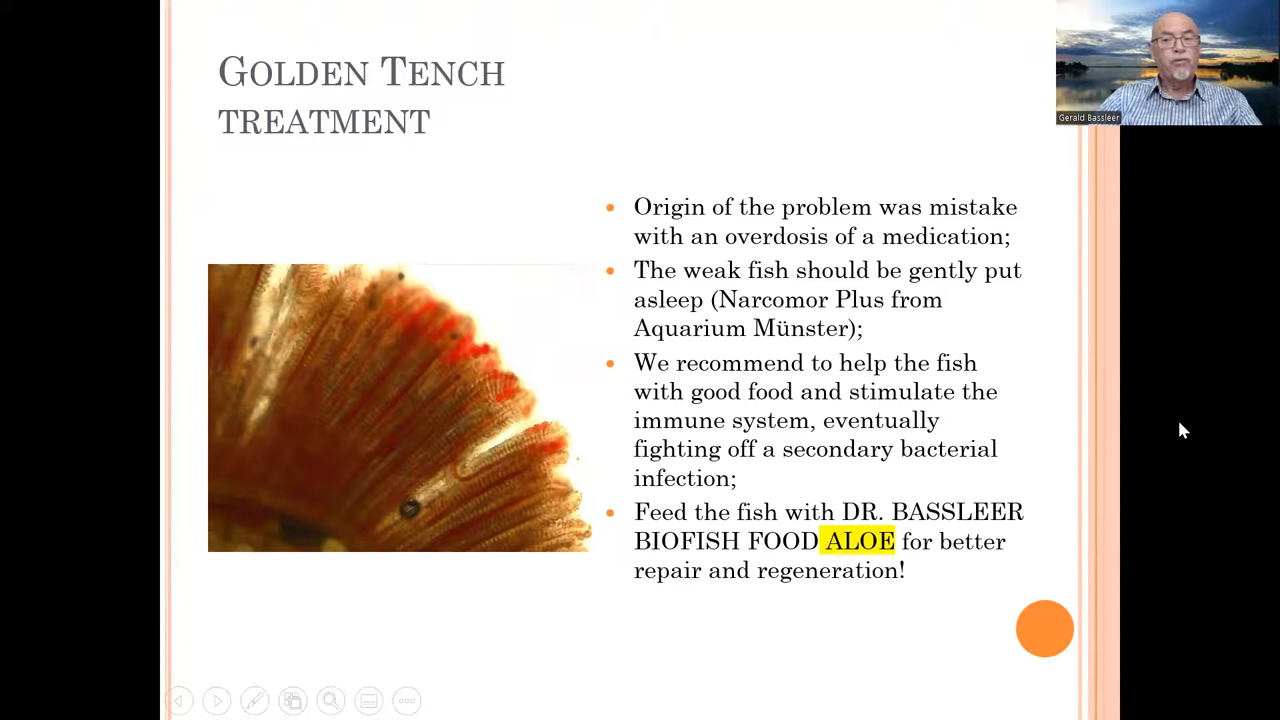 GOLDEN TENCH
TREATMENT
Gerald Bassleer
Origin of the problem was mistake
with an overdosis of a medication;
The weak fish should be gently put
asleep (Narcomor Plus from
Aquarium Münster);
We recommend to help the fish
with good food and stimulate the
immune system, eventually
fighting off a secondary bacterial
infection;
Feed the fish with DR. BASSLEER
BIOFISH FOOD ALOE for better
repair and regeneration!